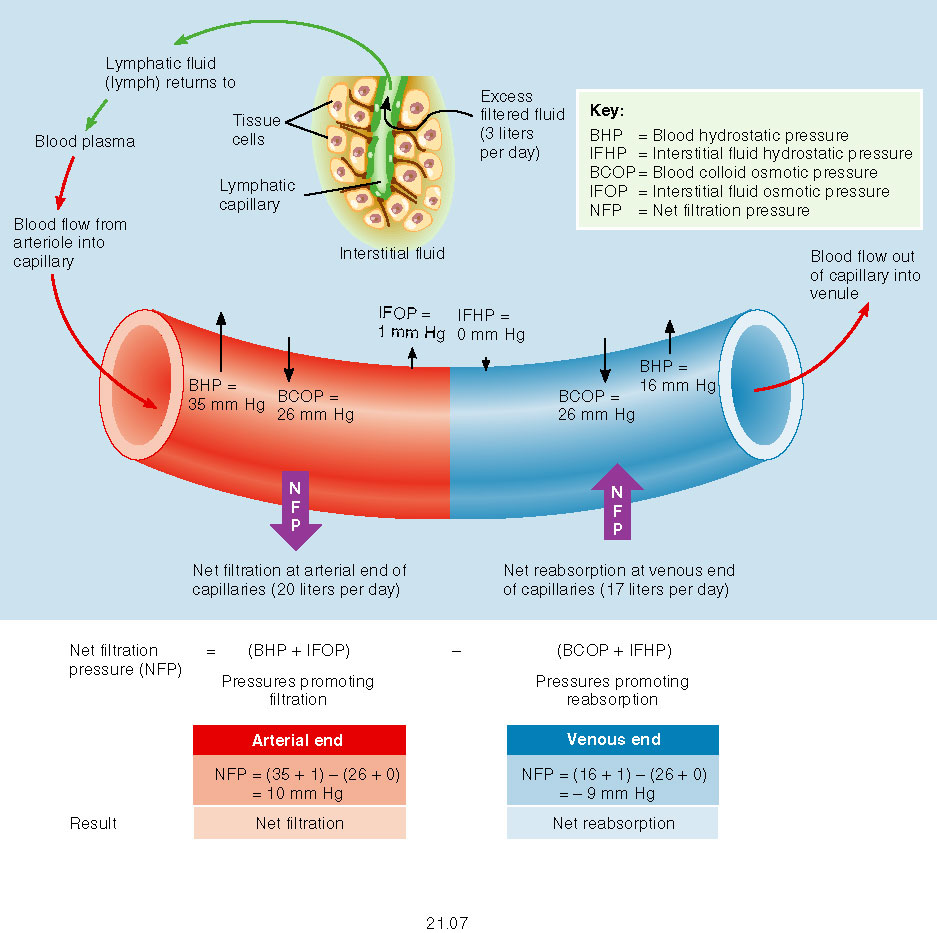 Lymphatic fluid
(lymph) returns to
Blood plasma
Blood flow from
arteriole into
capillary
Tissue
cells
Lymphatic
capillary
Excess
filtered fluid
(3 liters
per day)
Interstitial fluid
Key:
BHP = Blood hydrostatic pressure
IFHP = Interstitial fluid hydrostatic pressure
BCOP = Blood colloid osmotic pressure
IFOP = Interstitial fluid osmotic pressure
NFP = Net filtration pressure
Blood flow out
of capillary into
venule
BHP =
35 mm Hg
BCOP =
26 mm Hg
IFOP =
1 mm Hg
IFHP =
0 mm Hg
BCOP =
26 mm Hg
BHP =
16 mm Hg
N
F
P
N
F
P
Net filtration at arterial end of
capillaries (20 liters per day)
Net reabsorption at venous end
of capillaries (17 liters per day)
Net filtration
pressure (NFP)
= (BHP + IFOP) – (BCOP + IFHP)
Pressures promoting
filtration
Pressures promoting
reabsorption
Arterial end
NFP = (35 + 1) – (26 + 0)
= 10 mm Hg
Venous end
NFP = (16 + 1) – (26 + 0)
= – 9 mm Hg
Result
Net filtration
Net reabsorption
21.07